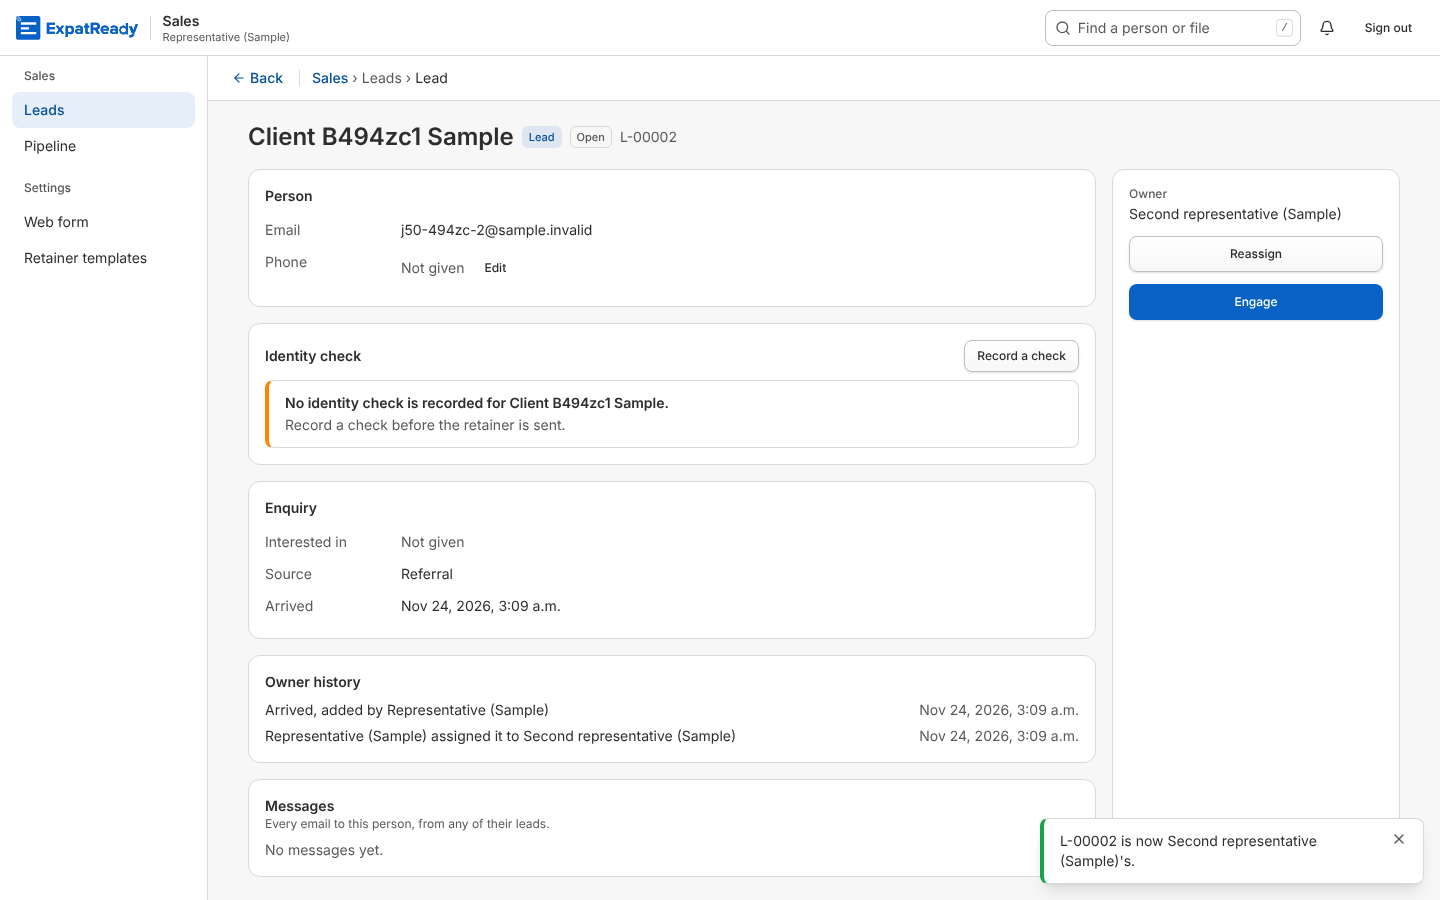 ExpatReady
Sales
Representative (Sample)
Find a person or file
/
Sign out
Sales
Leads
Pipeline
Settings
Web form
Retainer templates
← Back
Sales › Leads › Lead
Client B494zc1 Sample
Lead
Open
L-00002
Person
Email
j50-494zc-2@sample.invalid
Phone
Not given
Edit
Identity check
Record a check
No identity check is recorded for Client B494zc1 Sample.
Record a check before the retainer is sent.
Enquiry
Interested in
Not given
Source
Referral
Arrived
Nov 24, 2026, 3:09 a.m.
Owner history
Arrived, added by Representative (Sample)
Nov 24, 2026, 3:09 a.m.
Representative (Sample) assigned it to Second representative (Sample)
Nov 24, 2026, 3:09 a.m.
Messages
Every email to this person, from any of their leads.
No messages yet.
Owner
Second representative (Sample)
Reassign
Engage
L-00002 is now Second representative
(Sample)'s.